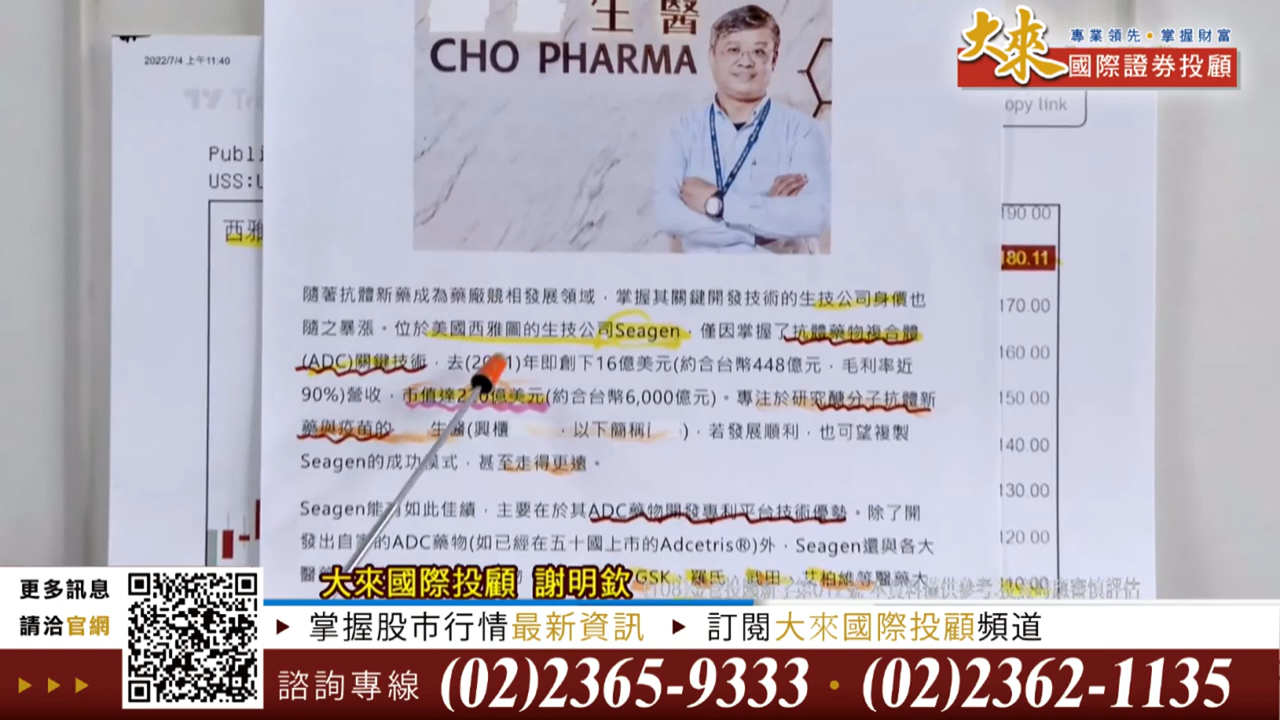 生醫
CHO PHARMA
大來
專業領先•掌握財富
國際證券投顧
2022/7/4 上午11:40
opy link
Publi
USS:U
西雅
190.00
180.11
170.00
160.00
150.00
140.00
130.00
120.00
110.00
隨著抗體新藥成為藥廠競相發展領域，掌握其關鍵開發技術的生技公司身價也
隨之暴漲。位於美國西雅圖的生技公司Seagen，僅因掌握了抗體藥物複合體
(ADC)關鍵技術，去(2021)年即創下16億美元(約合台幣448億元，毛利率近
90%)營收，市值達2 0億美元(約合台幣6,000億元)。專注於研究醣分子抗體新
藥與疫苗的 生醫(興櫃 ，以下簡稱 )，若發展順利，也可望複製
Seagen的成功模式，甚至走得更遠。
Seagen能有如此佳績，主要在於其ADC藥物開發專利平台技術優勢。除了開
發出自家的ADC藥物(如已經在五十國上市的Adcetris®)外，Seagen還與各大
GSK、羅氏、武田、艾柏維等醫藥大
大來國際投顧 謝明欽
更多訊息
請洽官網
掌握股市行情最新資訊 訂閱大來國際投顧頻道
諮詢專線 (02)2365-9333 • (02)2362-1135